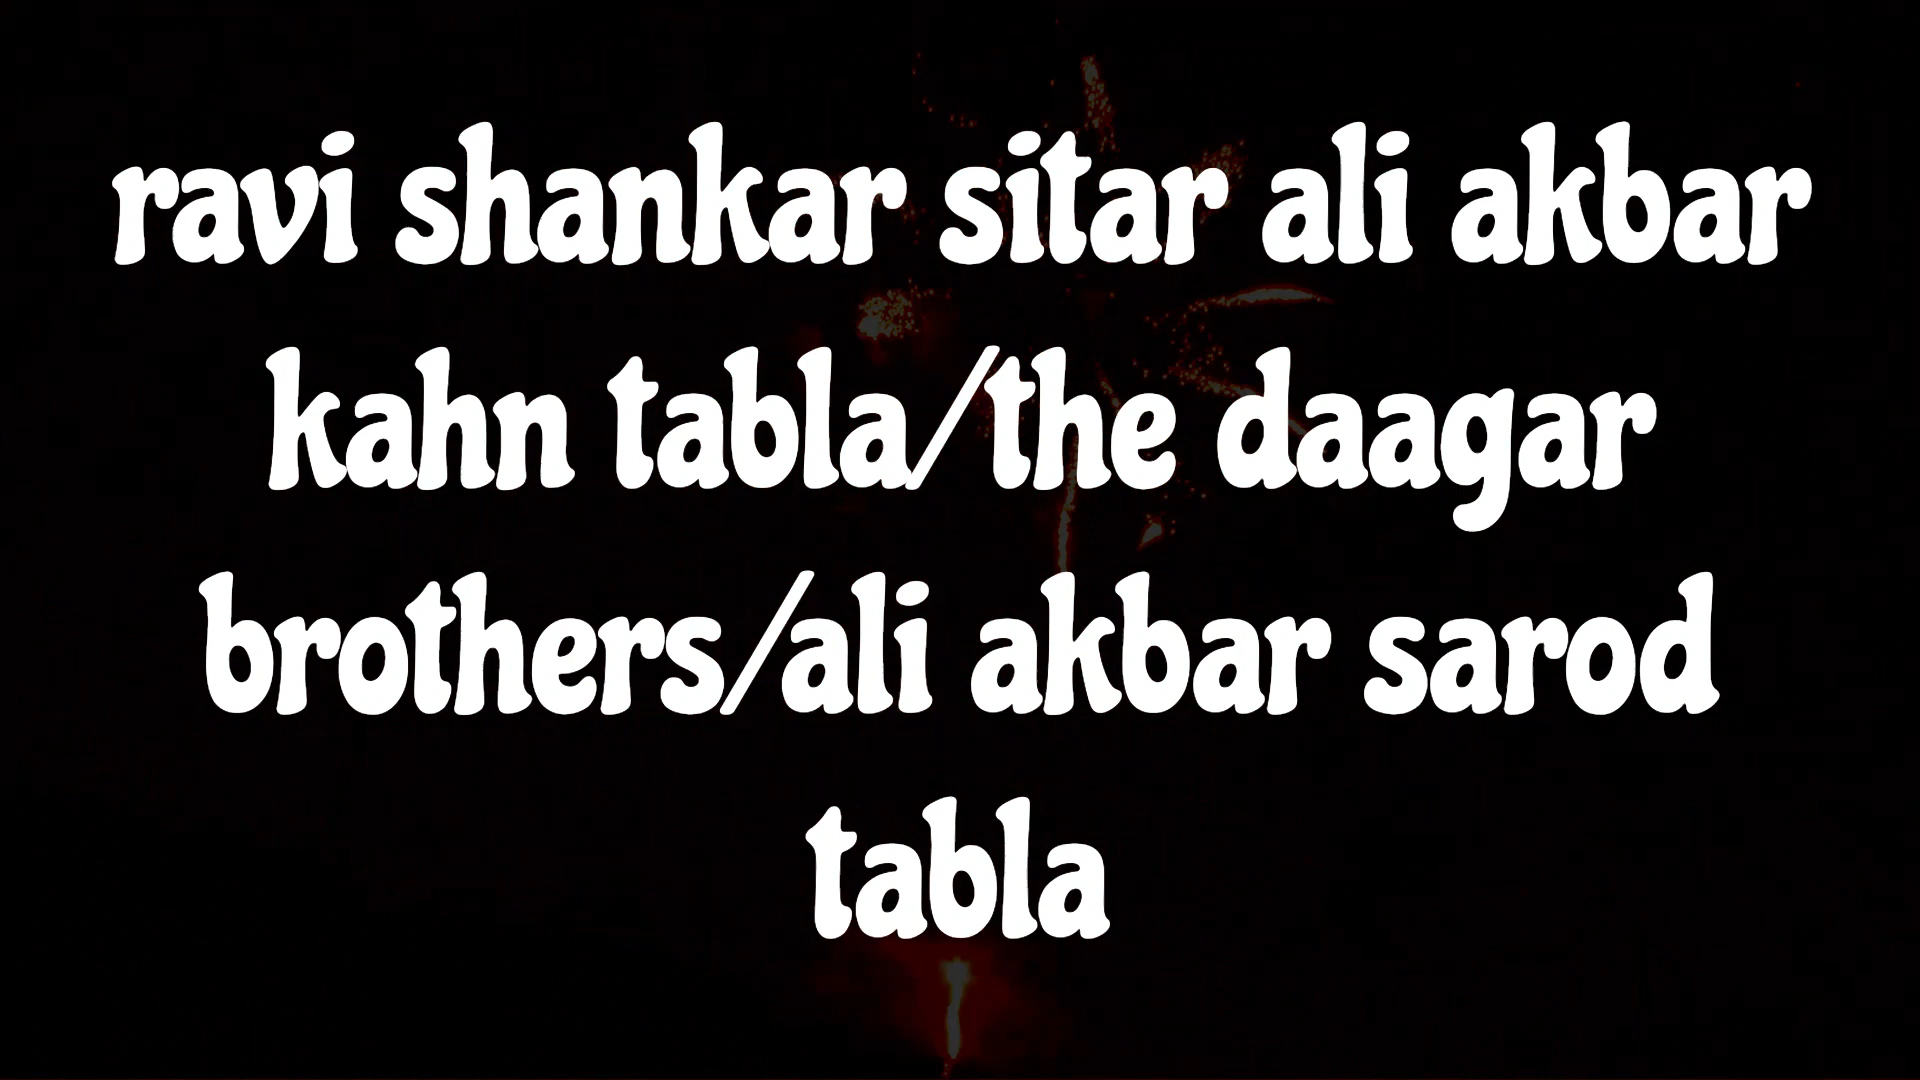 ravi shankar sitar ali akbar
kahn tabla/the daagar
brothers/ali akbar sarod
tabla